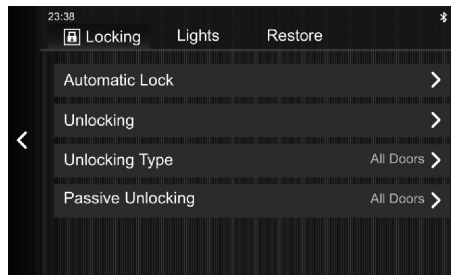 23:38
Locking Lights Restore
Automatic Lock
Unlocking
Unlocking Type All Doors
Passive Unlocking All Doors